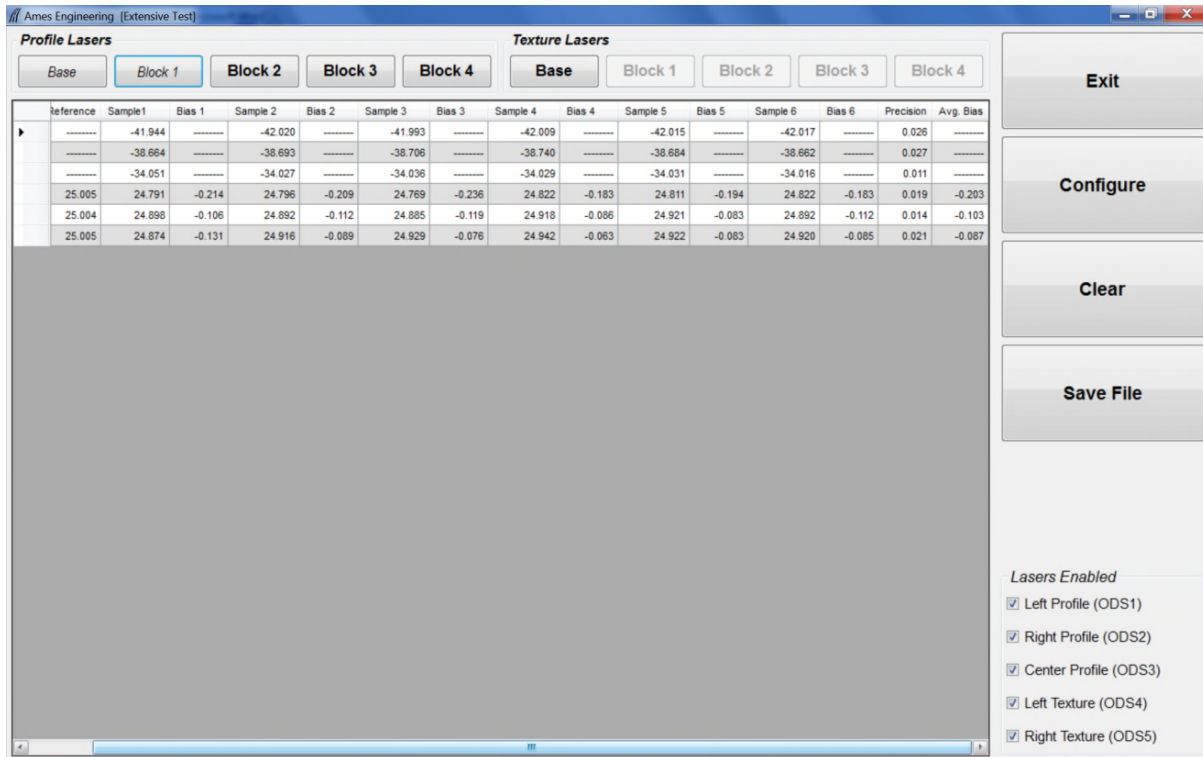 Ames Engineering [Extensive Test]
Profile Lasers
Texture Lasers
Base Block 1 Block 2 Block 3 Block 4
Base Block 1 Block 2 Block 3 Block 4
Exit
Configure
Clear
Save File
Reference Sample1 Bias 1 Sample 2 Bias 2 Sample 3 Bias 3 Sample 4 Bias 4 Sample 5 Bias 5 Sample 6 Bias 6 Precision Avg. Bias
-------- -41.944 -------- -42.020 -------- -41.993 -------- -42.009 -------- -42.015 -------- -42.017 -------- 0.026 --------
-------- -38.664 -------- -38.693 -------- -38.706 -------- -38.740 -------- -38.684 -------- -38.662 -------- 0.027 --------
-------- -34.051 -------- -34.027 -------- -34.036 -------- -34.029 -------- -34.031 -------- -34.016 -------- 0.011 --------
25.005 24.791 -0.214 24.796 -0.209 24.769 -0.236 24.822 -0.183 24.811 -0.194 24.822 -0.183 0.019 -0.203
25.004 24.898 -0.106 24.892 -0.112 24.885 -0.119 24.918 -0.086 24.921 -0.083 24.892 -0.112 0.014 -0.103
25.005 24.874 -0.131 24.916 -0.089 24.929 -0.076 24.942 -0.063 24.922 -0.083 24.920 -0.085 0.021 -0.087
Lasers Enabled
Left Profile (ODS1)
Right Profile (ODS2)
Center Profile (ODS3)
Left Texture (ODS4)
Right Texture (ODS5)